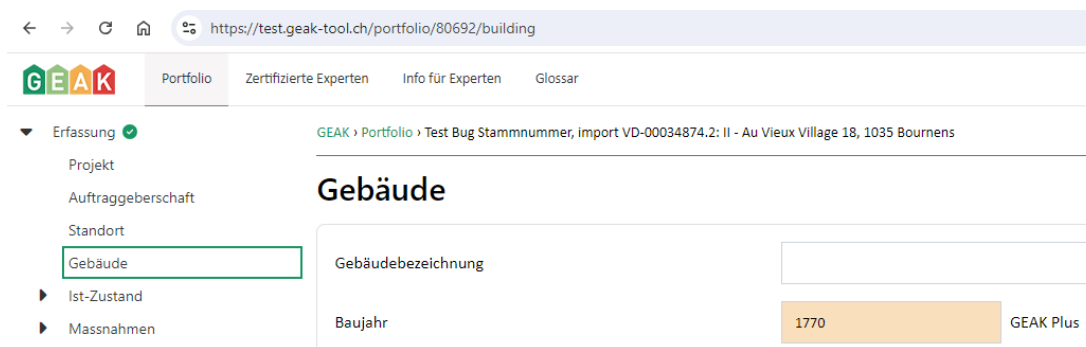 https://test.geak-tool.ch/portfolio/80692/building
GEAK Portfolio Zertifizierte Experten Info für Experten Glossar
Erfassung
GEAK › Portfolio › Test Bug Stammnummer, import VD-00034874.2: II - Au Vieux Village 18, 1035 Bournens
Projekt
Auftraggeberschaft
Gebäude
Standort
Gebäude
Gebäudebezeichnung
Ist-Zustand
Massnahmen
Baujahr 1770 GEAK Plus